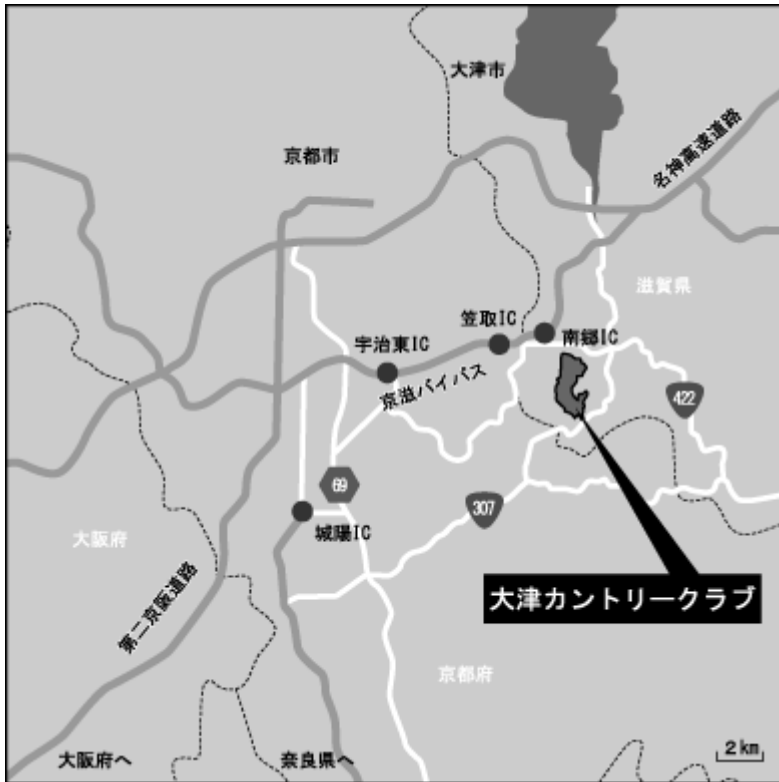 大津市
京都市
名神高速道路
滋賀県
笠取IC
南郷IC
宇治東IC
京滋バイパス
422
69
307
城陽IC
大阪府
第二京阪道路
大津カントリークラブ
京都府
2km
大阪府へ
奈良県へ